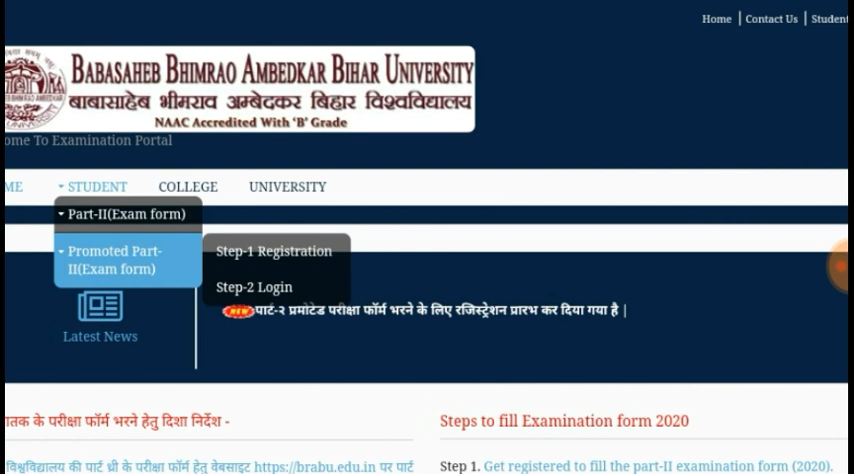 Home | Contact Us | Student
BABASAHEB BHIMRAO AMBEDKAR BIHAR UNIVERSITY
बाबासाहेब भीमराव अम्बेदकर बिहार विश्वविद्यालय
NAAC Accredited With 'B' Grade
ome To Examination Portal
ME STUDENT COLLEGE UNIVERSITY
Part-II(Exam form)
Promoted Part-
II(Exam form)
Step-1 Registration
Step-2 Login
NEW पार्ट-२ प्रमोटेड परीक्षा फॉर्म भरने के लिए रजिस्ट्रेशन प्रारभ कर दिया गया है |
Latest News
ातक के परीक्षा फॉर्म भरने हेतु दिशा निर्देश -
विश्वविद्यालय की पार्ट थ्री के परीक्षा फॉर्म हेतु वेबसाइट https://brabu.edu.in पर पार्ट
Steps to fill Examination form 2020
Step 1. Get registered to fill the part-II examination form (2020).